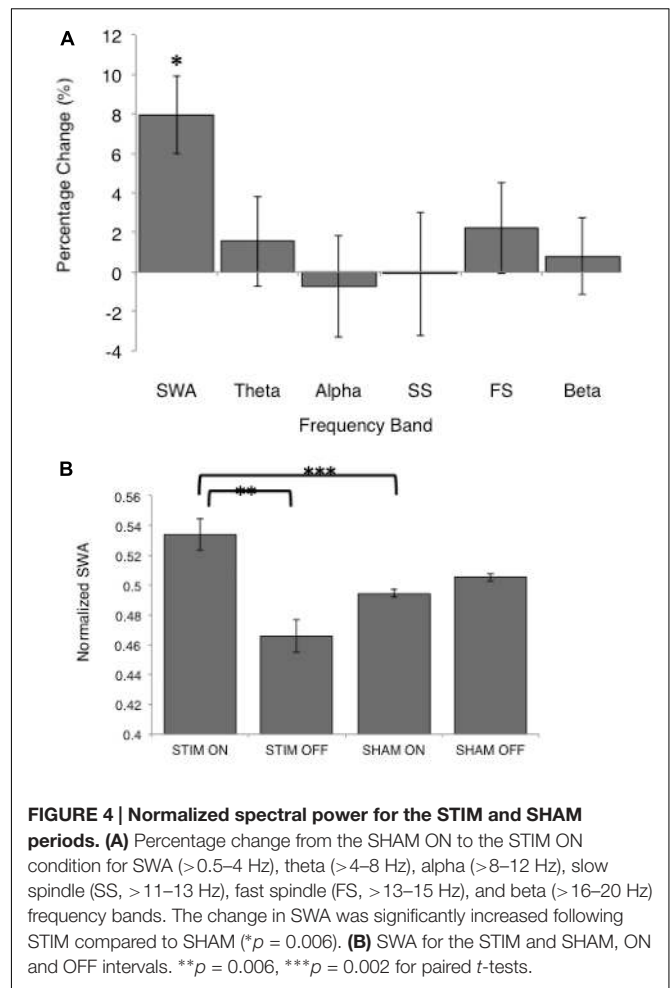 A
12
*
10
8
6
4
2
0
-2
-4
Percentage Change (%)
SWA Theta Alpha SS FS Beta
Frequency Band
B
***
**
0.56
0.54
0.52
0.5
0.48
0.46
0.44
0.42
0.4
Normalized SWA
STIM ON STIM OFF SHAM ON SHAM OFF
FIGURE 4 | Normalized spectral power for the STIM and SHAM
periods. (A) Percentage change from the SHAM ON to the STIM ON
condition for SWA (>0.5–4 Hz), theta (>4–8 Hz), alpha (>8–12 Hz), slow
spindle (SS, >11–13 Hz), fast spindle (FS, >13–15 Hz), and beta (>16–20 Hz)
frequency bands. The change in SWA was significantly increased following
STIM compared to SHAM (*p = 0.006). (B) SWA for the STIM and SHAM, ON
and OFF intervals. **p = 0.006, ***p = 0.002 for paired t-tests.